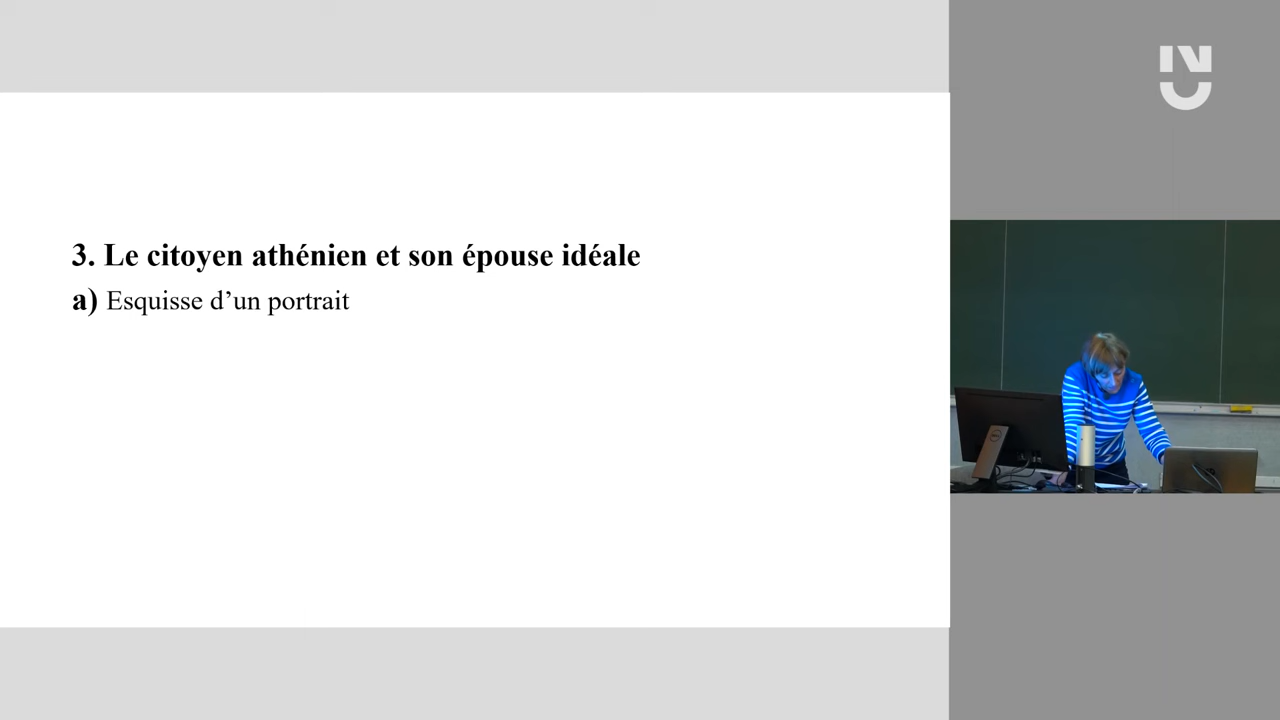 3. Le citoyen athénien et son épouse idéale
a) Esquisse d’un portrait